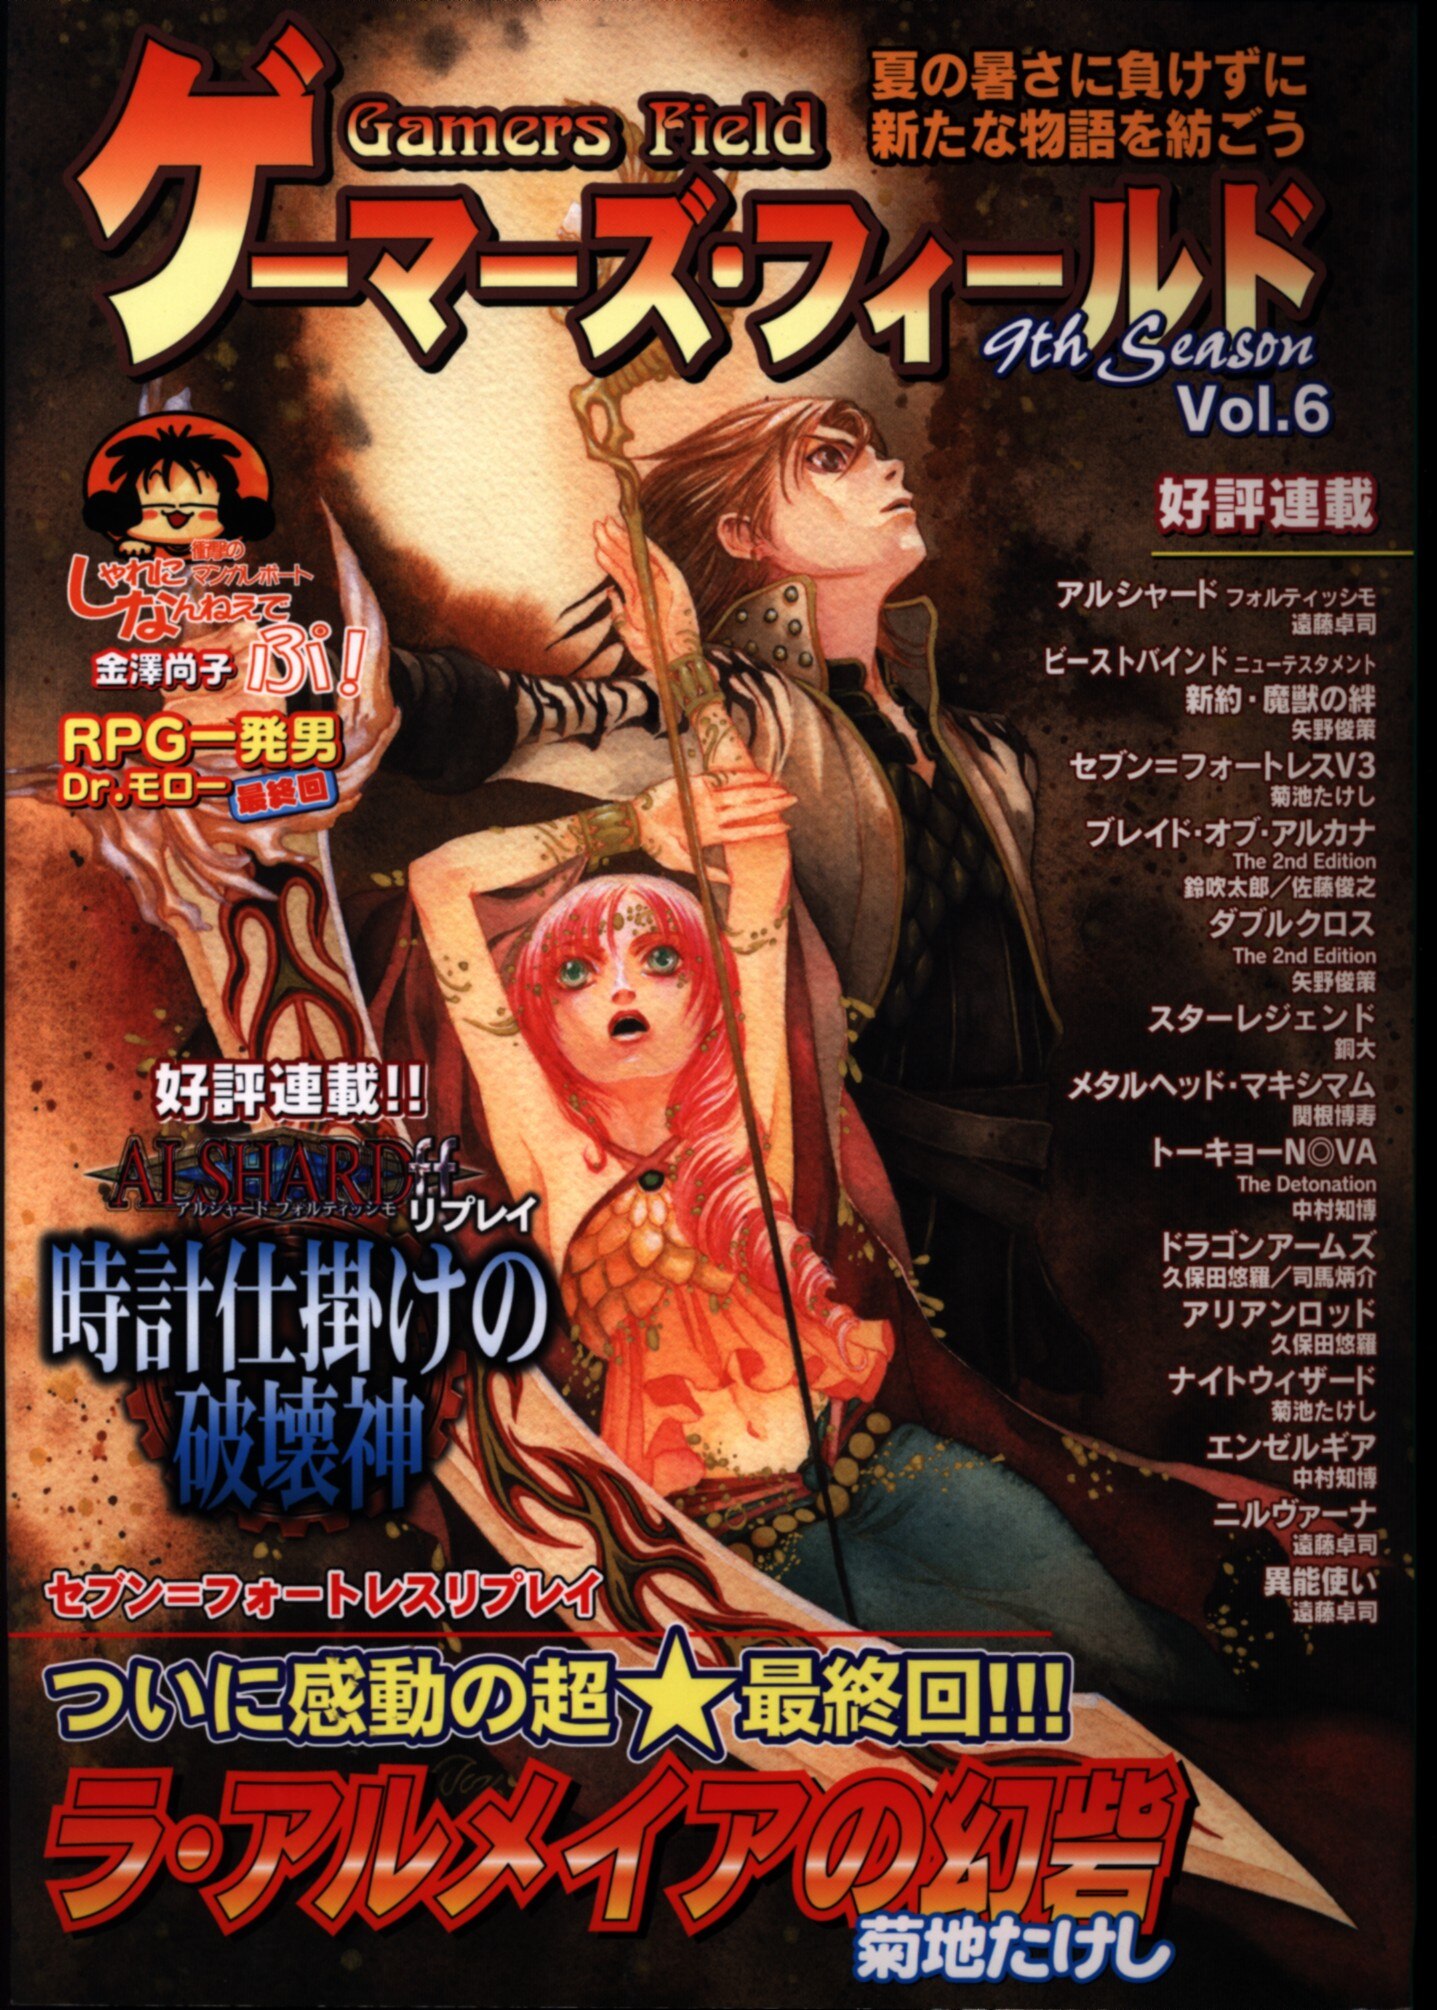 夏の暑さに負けずに
新たな物語を紡ごう
Gamers Field
ゲーマーズ・フィールド
9th Season
Vol.6
衝撃の
マンガレポート
しゃれに
なんねえで
ぷ!
金澤尚子
RPG一発男
Dr.モロー 最終回
好評連載
アルシャード フォルティッシモ
遠藤卓司
ビーストバインド ニューテスタメント
新約・魔獣の絆
矢野俊策
セブン=フォートレスV3
菊池たけし
ブレイド・オブ・アルカナ
The 2nd Edition
鈴吹太郎/佐藤俊之
ダブルクロス
The 2nd Edition
矢野俊策
スターレジェンド
銅大
メタルヘッド・マキシマム
関根博寿
トーキョーN◎VA
The Detonation
中村知博
ドラゴンアームズ
久保田悠羅/司馬炳介
アリアンロッド
久保田悠羅
ナイトウィザード
菊池たけし
エンゼルギア
中村知博
ニルヴァーナ
遠藤卓司
異能使い
遠藤卓司
好評連載!!
ALSHARDff
アルシャード フォルティッシモ
リプレイ
時計仕掛けの
破壊神
セブン=フォートレスリプレイ
ついに感動の超★最終回!!!
ラ・アルメイアの幻砦
菊地たけし